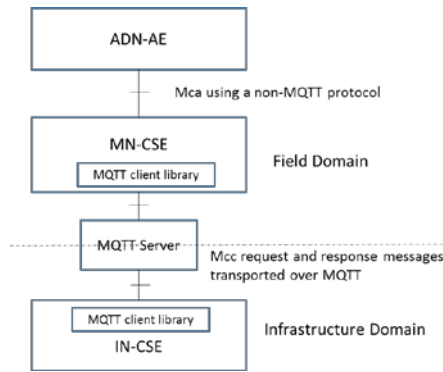 ADN-AE
Mca using a non-MQTT protocol
MN-CSE
MQTT client library
Field Domain
MQTT Server
Mcc request and response messages
transported over MQTT
MQTT client library
Infrastructure Domain
IN-CSE